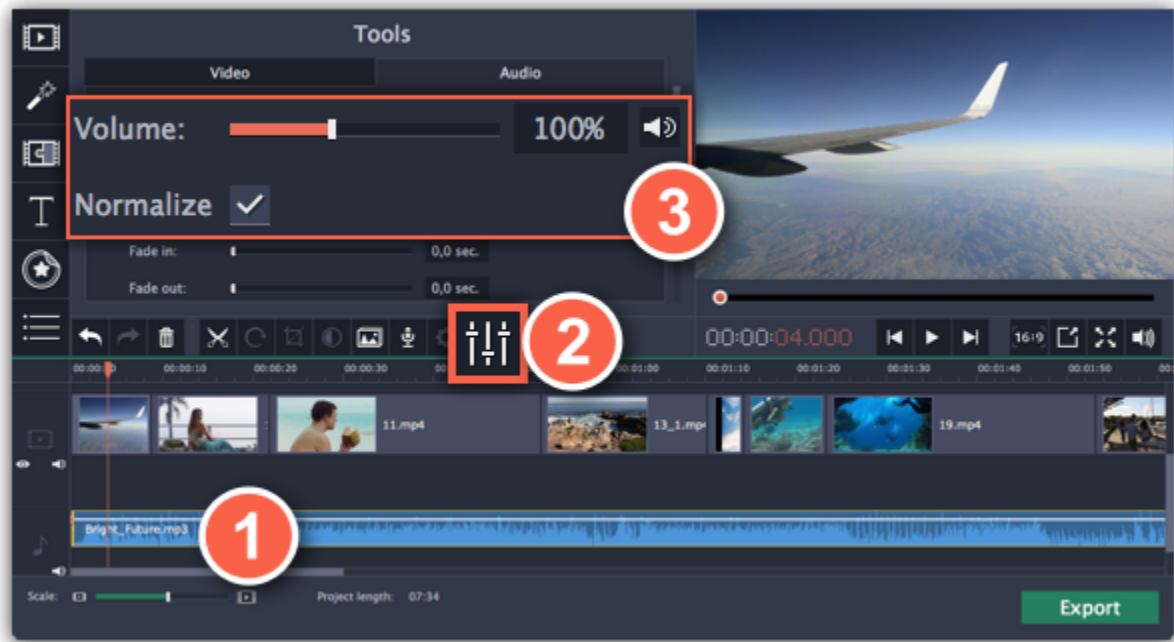 Tools
Video Audio
Volume: 100%
Normalize
3
Fade in: 0,0 sec.
Fade out: 0,0 sec.
T
2
00:00:04.000
16:9
00:00:10 00:00:20 00:00:30 00:01:00 00:01:10 00:01:20 00:01:30 00:01:40 00:01:50
11.mp4 13_1.mp4 19.mp4
Bright_Future.mp3
1
Scale: Project length: 07:34
Export